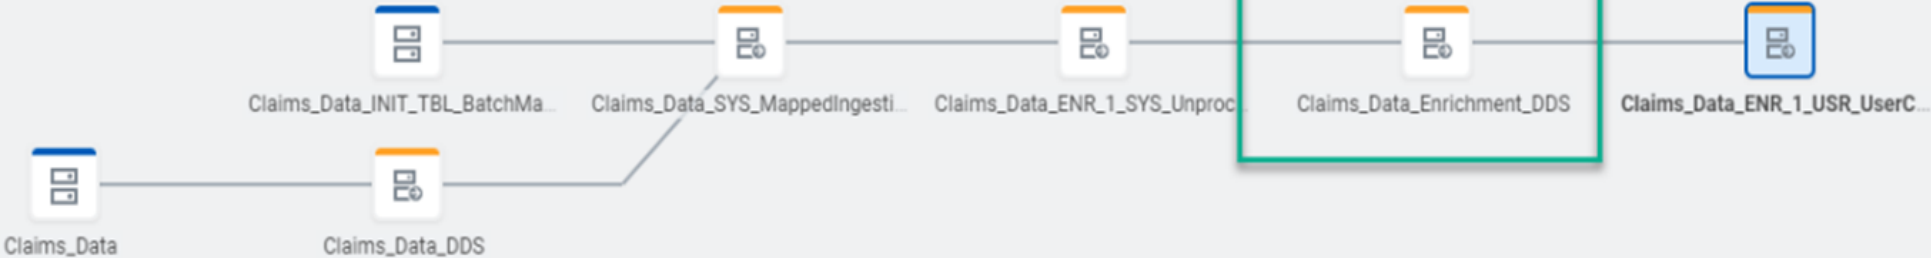 Claims_Data_INIT_TBL_BatchMa...
Claims_Data_SYS_MappedIngesti...
Claims_Data_ENR_1_SYS_Unproc...
Claims_Data_Enrichment_DDS
Claims_Data_ENR_1_USR_UserC...
Claims_Data
Claims_Data_DDS